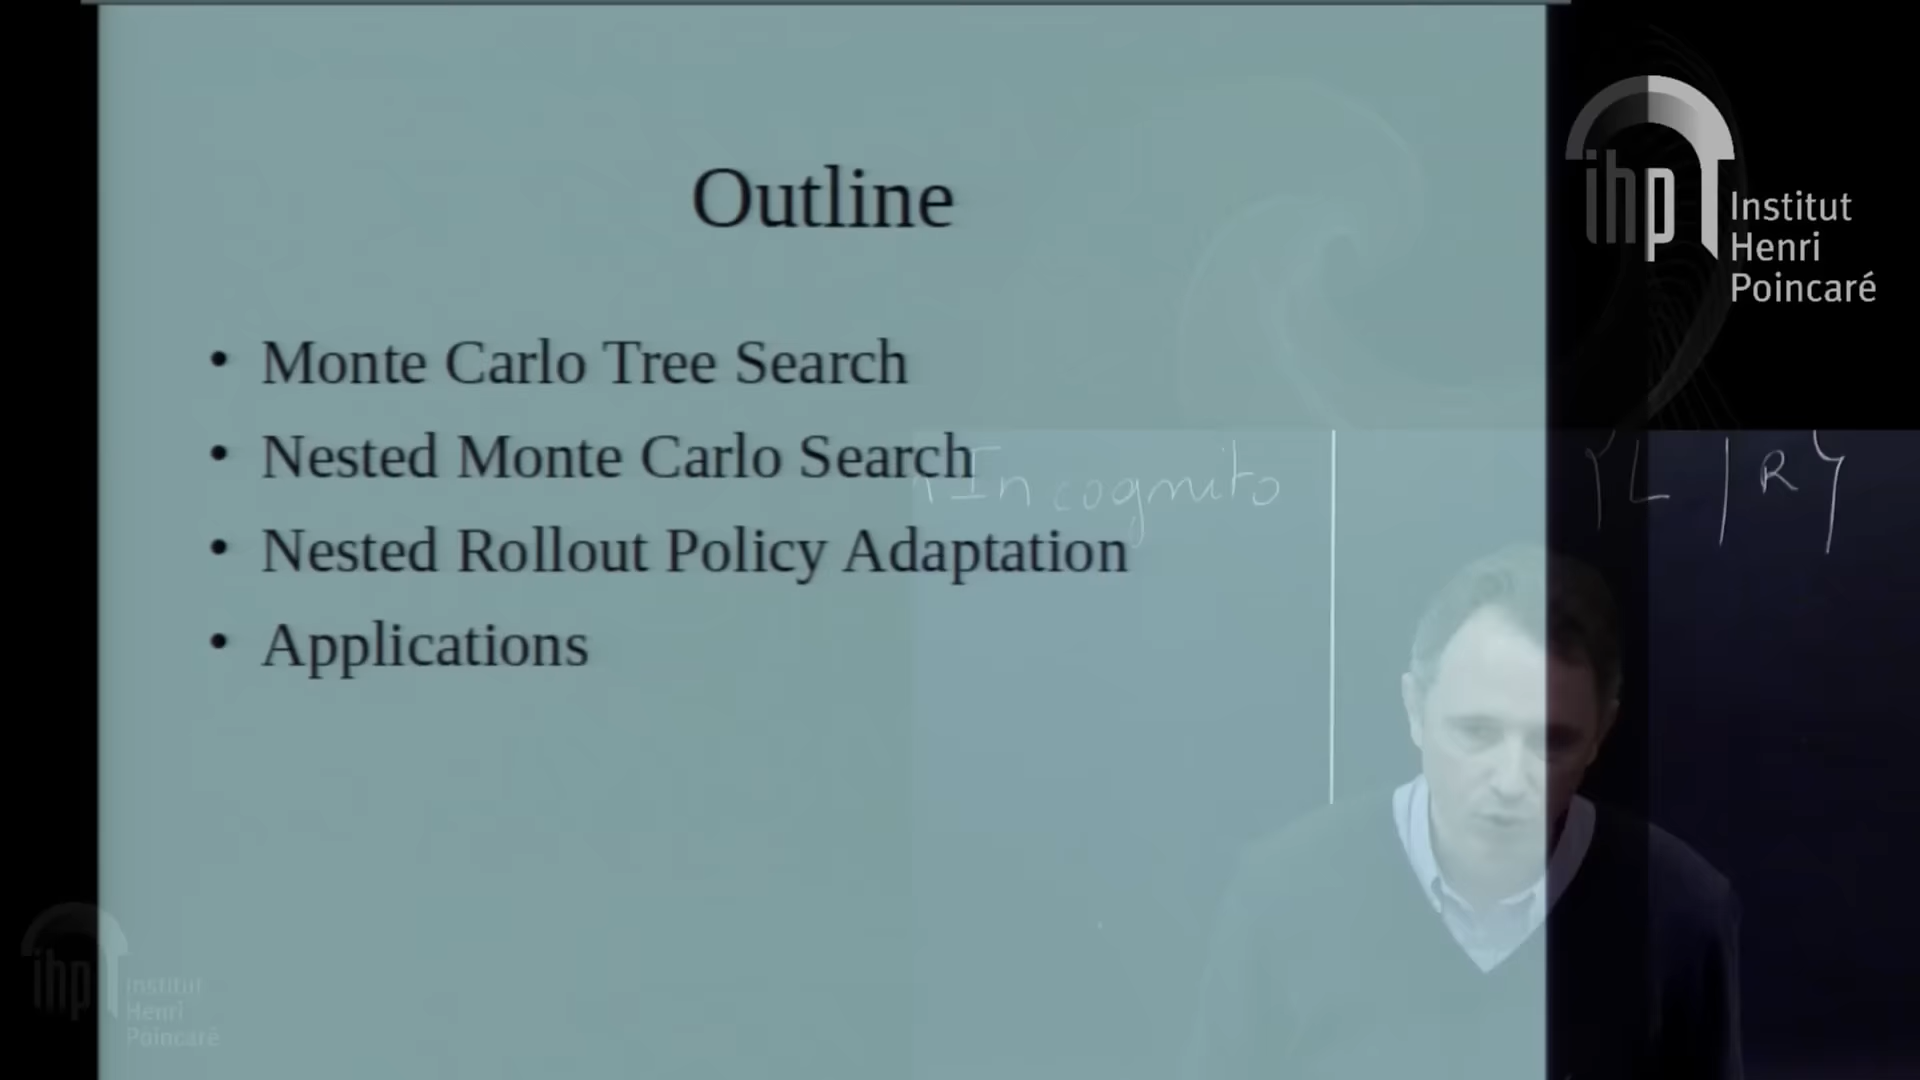 Outline
• Monte Carlo Tree Search
• Nested Monte Carlo Search
• Nested Rollout Policy Adaptation
• Applications
Incognito
{ L | R }
ihp
Institut
Henri
Poincaré
ihp
Institut
Henri
Poincaré